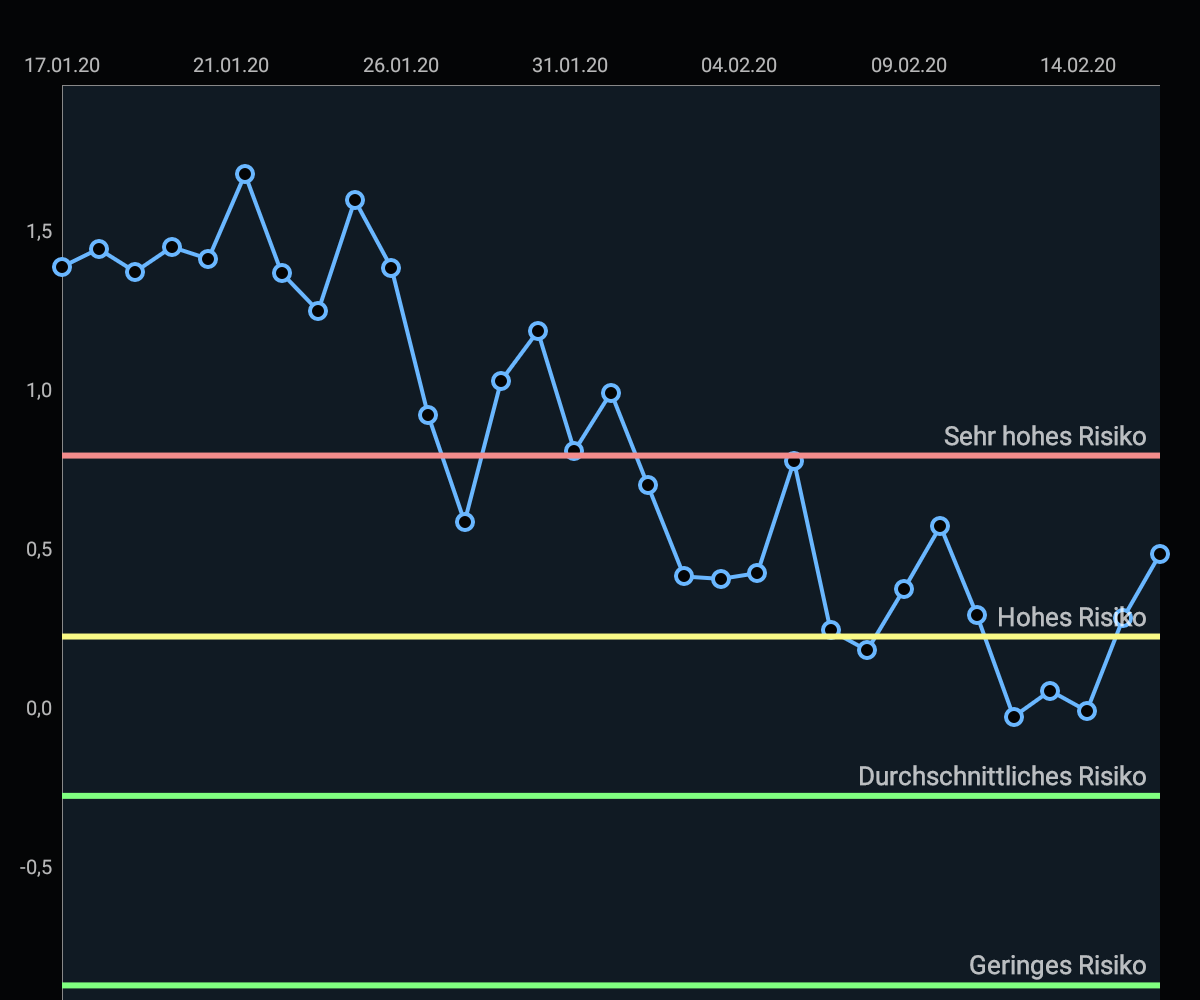 17.01.20 21.01.20 26.01.20 31.01.20 04.02.20 09.02.20 14.02.20
1,5
1,0
Sehr hohes Risiko
0,5
Hohes Risiko
0,0
Durchschnittliches Risiko
-0,5
Geringes Risiko